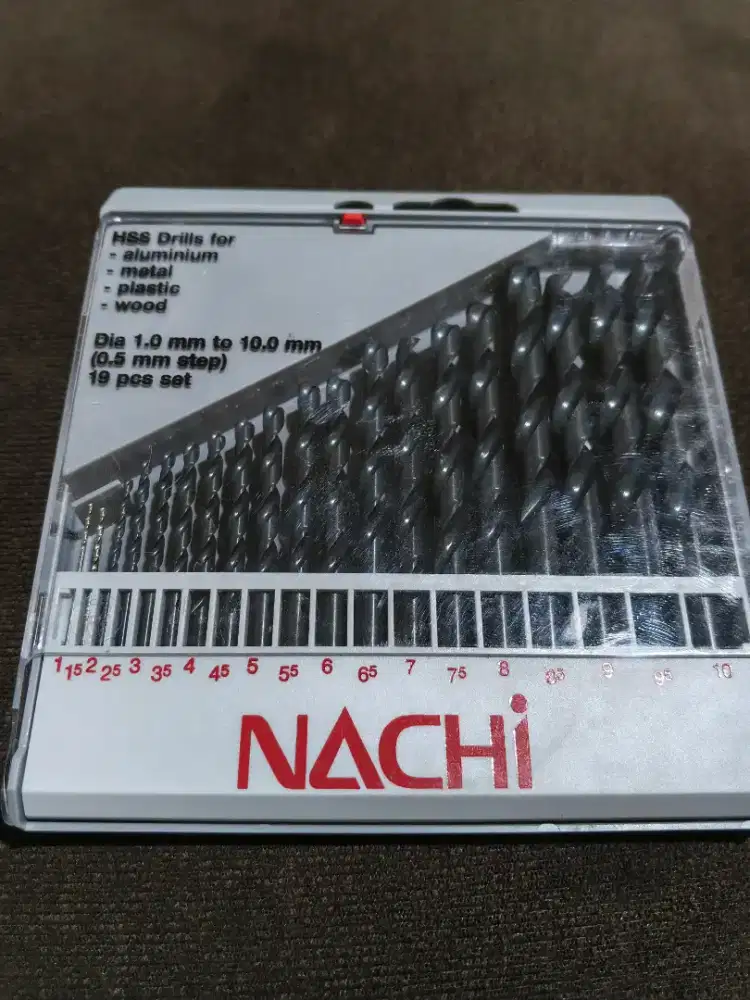 HSS Drills for
- aluminium
- metal
- plastic
- wood
Dia 1.0 mm to 10.0 mm
(0.5 mm step)
19 pcs set
1 15 2 25 3 35 4 45 5 55 6 65 7 75 8 85 9 95 10
NACHi